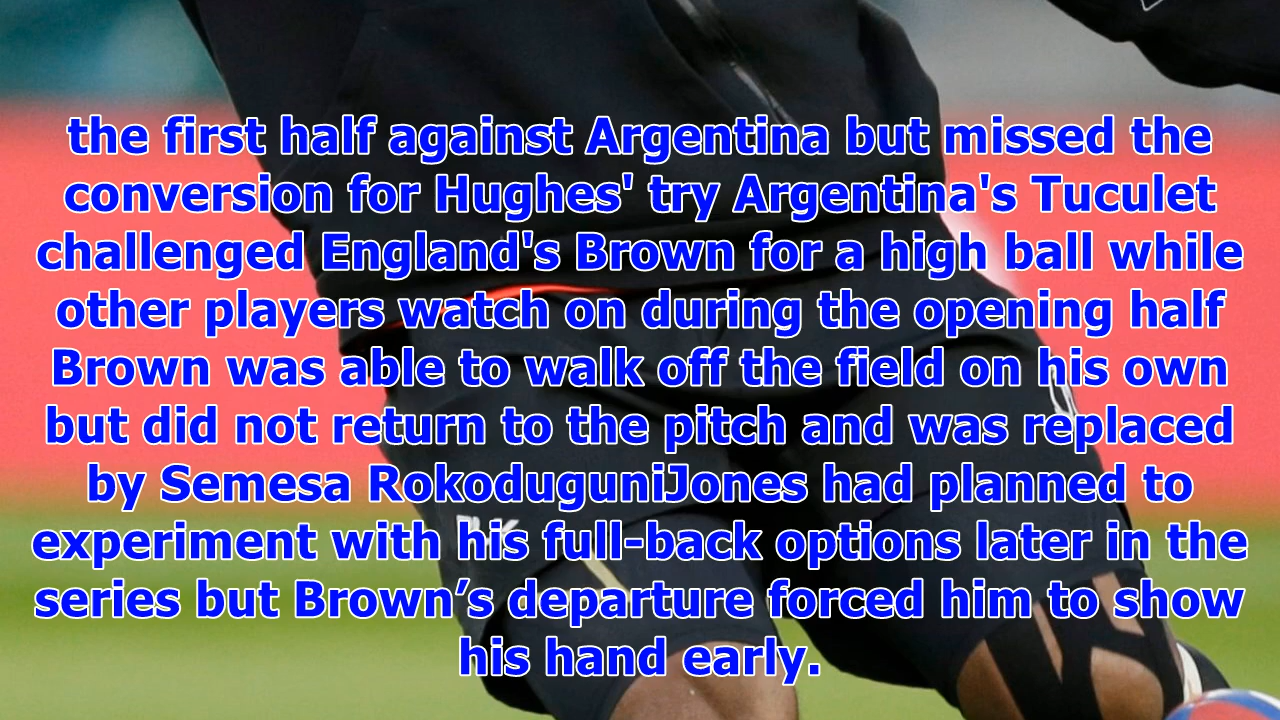 the first half against Argentina but missed the
conversion for Hughes' try Argentina's Tuculet
challenged England's Brown for a high ball while
other players watch on during the opening half
Brown was able to walk off the field on his own
but did not return to the pitch and was replaced
by Semesa RokoduguniJones had planned to
experiment with his full-back options later in the
series but Brown’s departure forced him to show
his hand early.